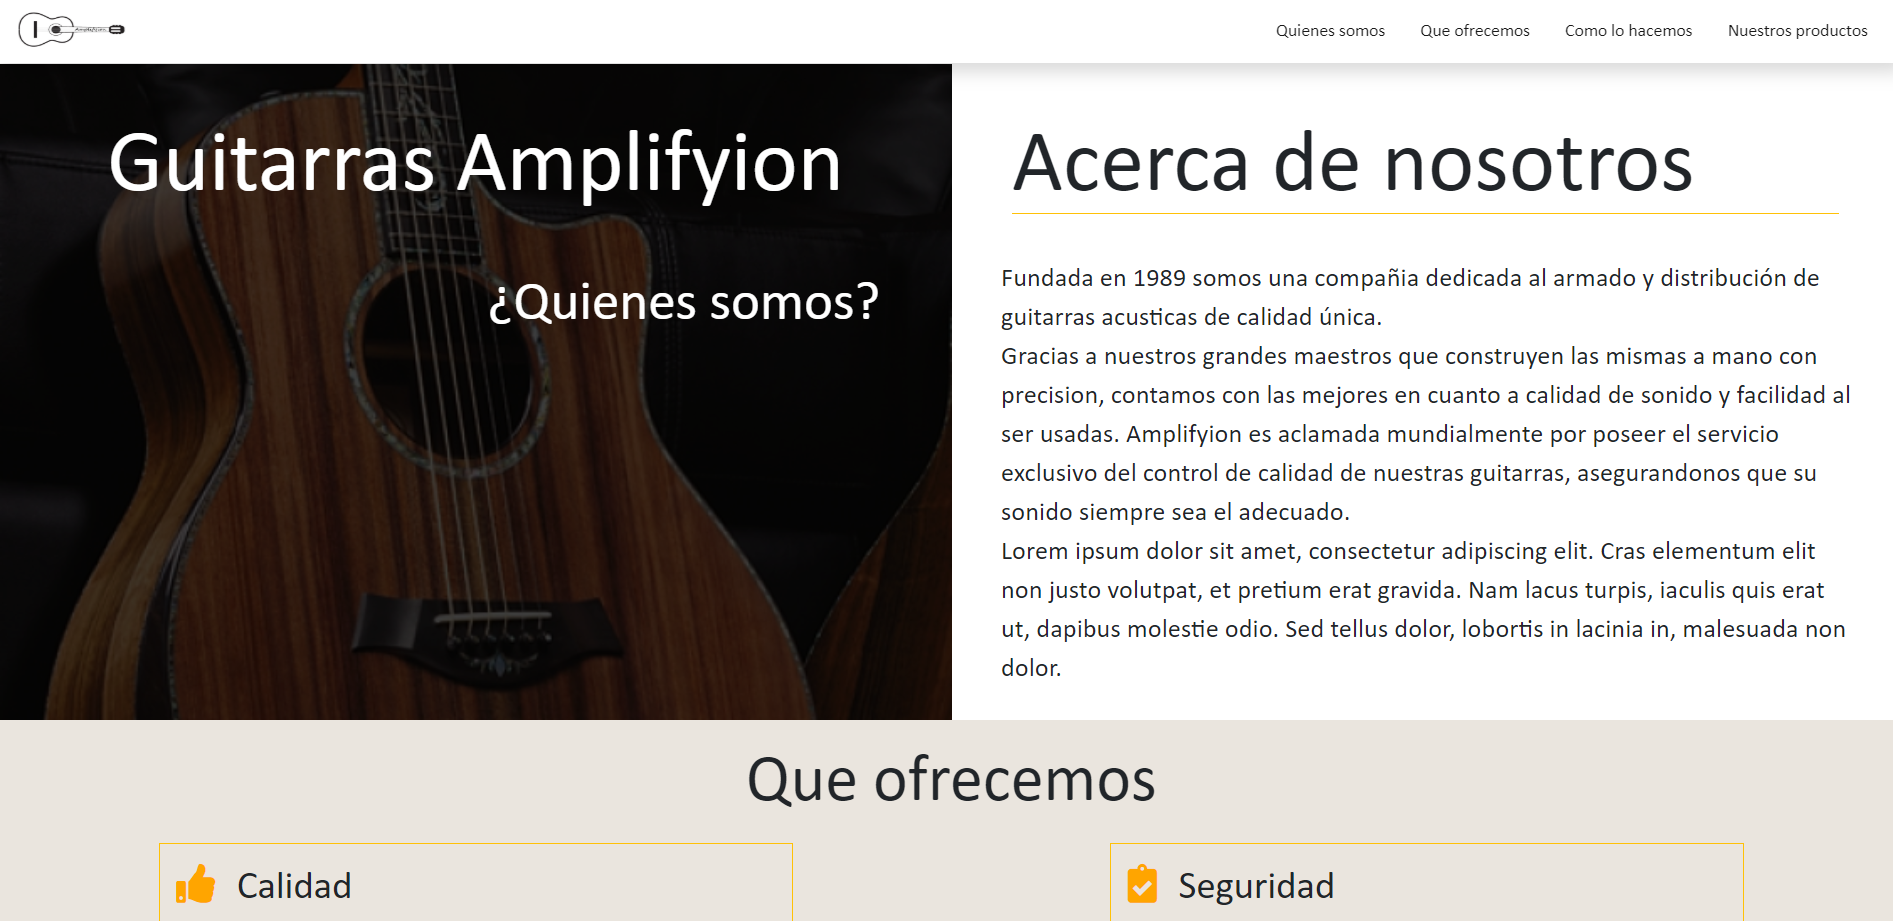 Amplifyion
Quienes somos
Que ofrecemos
Como lo hacemos
Nuestros productos
Guitarras Amplifyion
¿Quienes somos?
Acerca de nosotros
Fundada en 1989 somos una compañia dedicada al armado y distribución de
guitarras acusticas de calidad única.
Gracias a nuestros grandes maestros que construyen las mismas a mano con
precision, contamos con las mejores en cuanto a calidad de sonido y facilidad al
ser usadas. Amplifyion es aclamada mundialmente por poseer el servicio
exclusivo del control de calidad de nuestras guitarras, asegurandonos que su
sonido siempre sea el adecuado.
Lorem ipsum dolor sit amet, consectetur adipiscing elit. Cras elementum elit
non justo volutpat, et pretium erat gravida. Nam lacus turpis, iaculis quis erat
ut, dapibus molestie odio. Sed tellus dolor, lobortis in lacinia in, malesuada non
dolor.
Que ofrecemos
Calidad
Seguridad